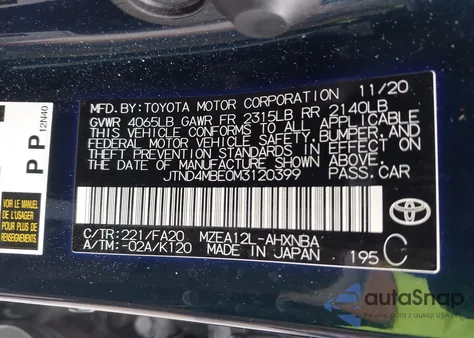 MFD. BY: TOYOTA MOTOR CORPORATION 11/20
GVWR 4065LB GAWR FR 2315LB RR 2140LB
THIS VEHICLE CONFORMS TO ALL APPLICABLE
FEDERAL MOTOR VEHICLE SAFETY, BUMPER, AND
THEFT PREVENTION STANDARDS IN EFFECT ON
THE DATE OF MANUFACTURE SHOWN ABOVE.
JTND4MBE0M3120399 PASS.CAR
C/TR: 221/FA20 MZEA12L-AHXNBA
A/TM: -02A/K120 MADE IN JAPAN 195 C
TOYOTA
P P 12N40
VOIR LE MANUEL
DE L'USAGER
POUR PLUS DE
autoSnap